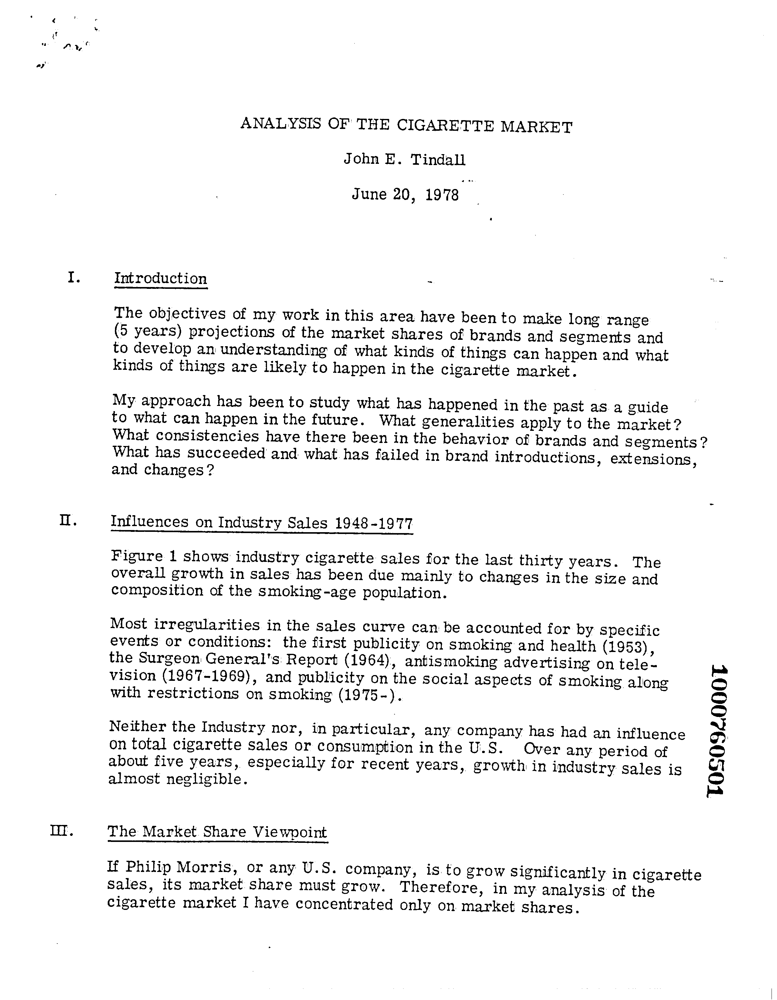 ANALYSIS OF THE CIGARETTE MARKET
John E. Tindall
June 20, 1978
I. Introduction
The objectives of my work in this area have been to make long range
(5 years) projections of the market shares of brands and segments and
to develop an understanding of what kinds of things can happen and what
kinds of things are likely to happen in the cigarette market.
My approach has been to study what has happened in the past as a guide
to what can happen in the future. What generalities apply to the market?
What consistencies have there been in the behavior of brands and segments?
What has succeeded and what has failed in brand introductions, extensions,
and changes?
II. Influences on Industry Sales 1948-1977
Figure 1 shows industry cigarette sales for the last thirty years. The
overall growth in sales has been due mainly to changes in the size and
composition of the smoking-age population.
Most irregularities in the sales curve can be accounted for by specific
events or conditions: the first publicity on smoking and health (1953),
the Surgeon General's Report (1964), antismoking advertising on tele-
vision (1967-1969), and publicity on the social aspects of smoking along
with restrictions on smoking (1975-).
Neither the Industry nor, in particular, any company has had an influence
on total cigarette sales or consumption in the U.S. Over any period of
about five years, especially for recent years, growth in industry sales is
almost negligible.
III. The Market Share Viewpoint
If Philip Morris, or any U.S. company, is to grow significantly in cigarette
sales, its market share must grow. Therefore, in my analysis of the
cigarette market I have concentrated only on market shares.
1000760501